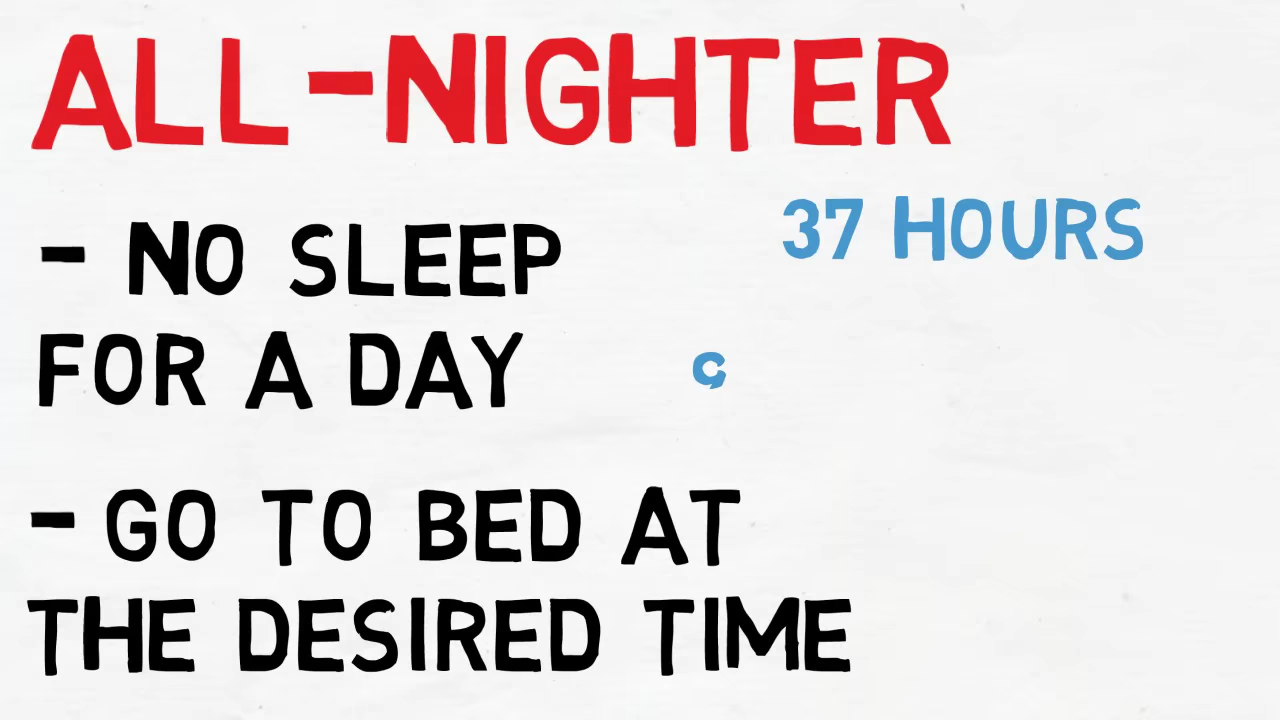 ALL-NIGHTER
37 HOURS
- NO SLEEP
FOR A DAY
- GO TO BED AT
THE DESIRED TIME